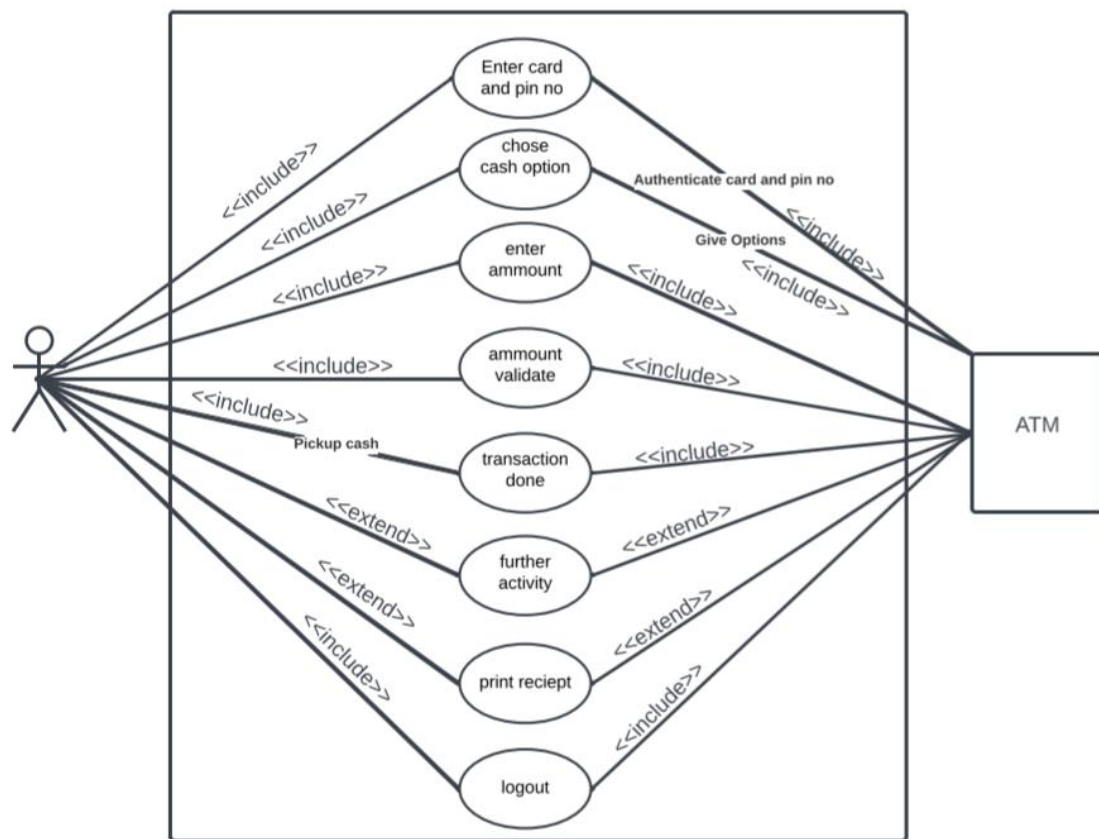 Enter card
and pin no
<<include>>
chose
cash option
Authenticate card and pin no
<<include>>
<<include>>
Give Options
<<include>>
enter
ammount
<<include>>
<<include>>
ammount
validate
<<include>>
<<include>>
<<include>>
Pickup cash
transaction
done
<<include>>
ATM
<<extend>>
further
activity
<<extend>>
<<extend>>
print reciept
<<extend>>
<<include>>
logout
<<include>>